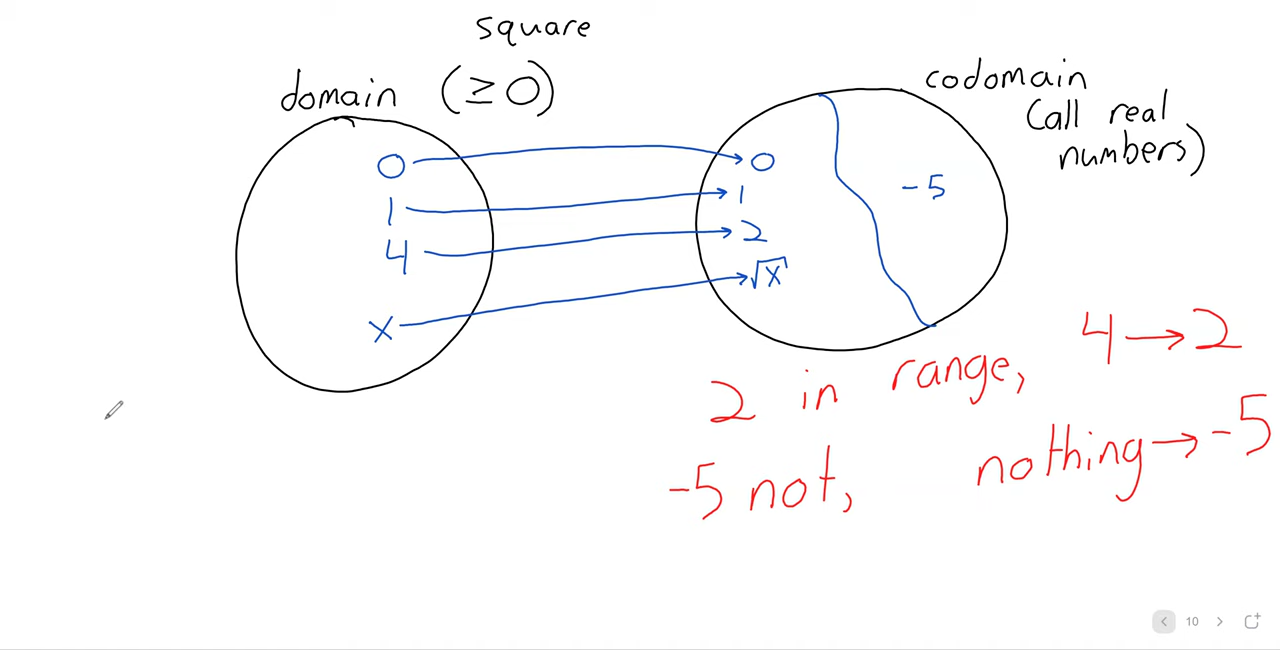 square
domain (≥0)
codomain
(all real
numbers)
0 → 0
1 → 1
4 → 2
x → √x
-5
2 in range, 4→2
-5 not, nothing→-5
10